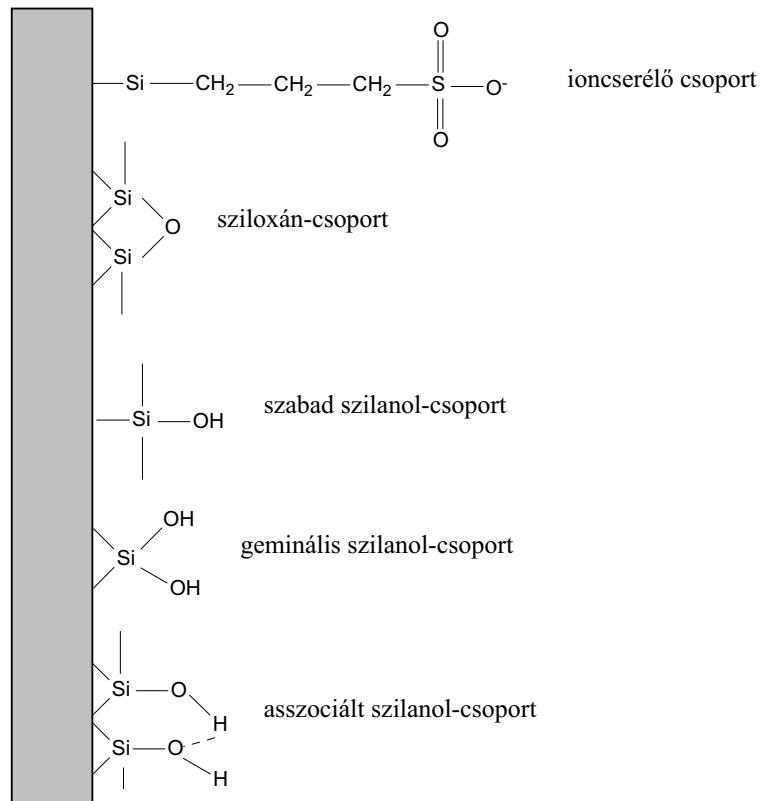 O
Si CH₂ CH₂ CH₂ S O⁻ ioncserélő csoport
O
Si
O sziloxán-csoport
Si
Si OH szabad szilanol-csoport
OH
Si geminális szilanol-csoport
OH
Si O
H asszociált szilanol-csoport
Si O
H